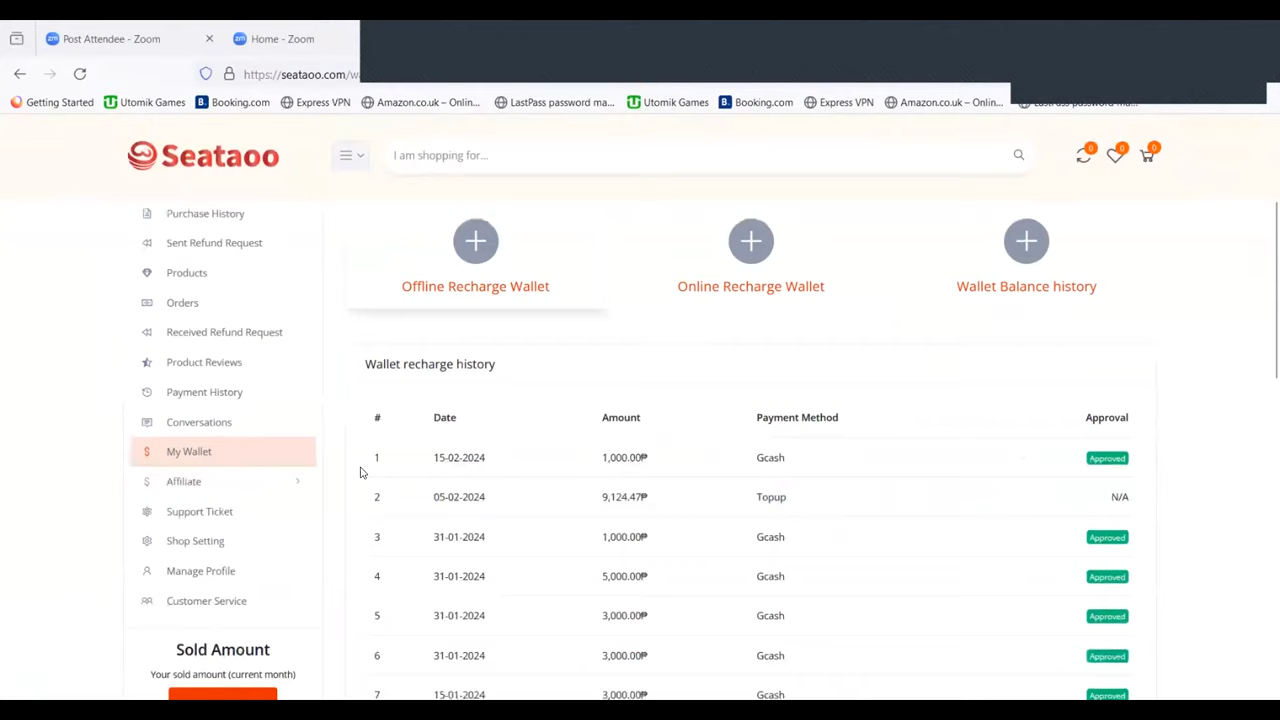 Post Attendee - Zoom
Home - Zoom
https://seataoo.com/w
Getting Started Utomik Games Booking.com Express VPN Amazon.co.uk – Onlin... LastPass password ma... Utomik Games Booking.com Express VPN Amazon.co.uk – Onlin... LastPass password ma...
Seataoo
I am shopping for...
0 0 0
Purchase History
Sent Refund Request
Products
Orders
Received Refund Request
Product Reviews
Payment History
Conversations
My Wallet
Affiliate
Support Ticket
Shop Setting
Manage Profile
Customer Service
Sold Amount
Your sold amount (current month)
Offline Recharge Wallet
Online Recharge Wallet
Wallet Balance history
Wallet recharge history
# Date Amount Payment Method Approval
1 15-02-2024 1,000.00₱ Gcash Approved
2 05-02-2024 9,124.47₱ Topup N/A
3 31-01-2024 1,000.00₱ Gcash Approved
4 31-01-2024 5,000.00₱ Gcash Approved
5 31-01-2024 3,000.00₱ Gcash Approved
6 31-01-2024 3,000.00₱ Gcash Approved
7 15-01-2024 3,000.00₱ Gcash Approved